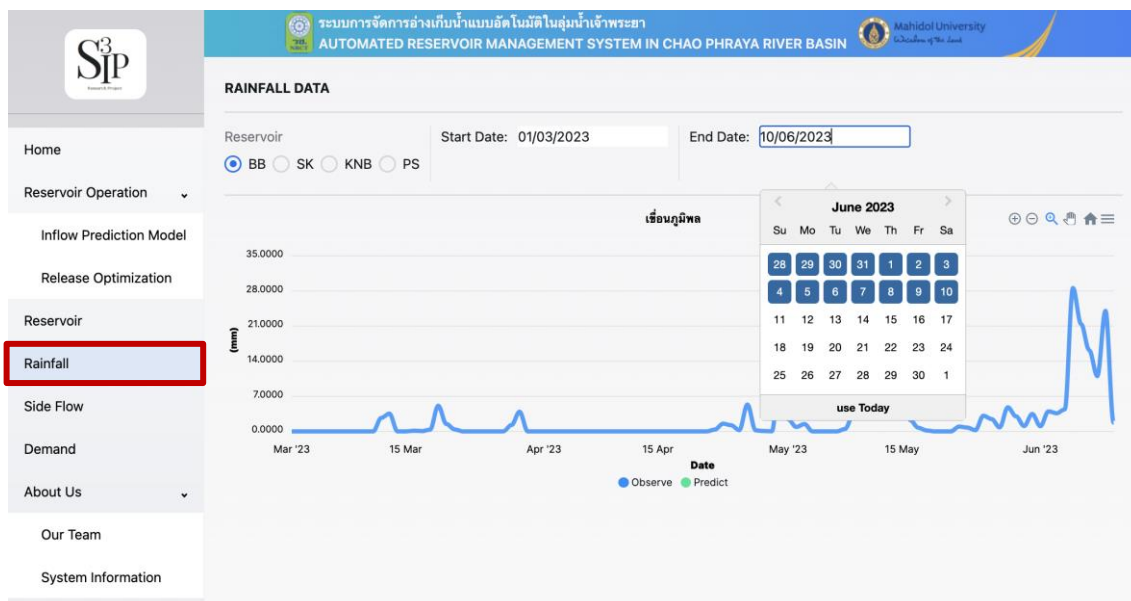 S3IP
Research Project
วช.
NRCT
ระบบการจัดการอ่างเก็บน้ำแบบอัตโนมัติในลุ่มน้ำเจ้าพระยา
AUTOMATED RESERVOIR MANAGEMENT SYSTEM IN CHAO PHRAYA RIVER BASIN
Mahidol University
Wisdom of the Land
Home
Reservoir Operation
Inflow Prediction Model
Release Optimization
Reservoir
Rainfall
Side Flow
Demand
About Us
Our Team
System Information
RAINFALL DATA
Reservoir
BB SK KNB PS
Start Date: 01/03/2023
End Date: 10/06/2023
เขื่อนภูมิพล
June 2023
Su Mo Tu We Th Fr Sa
28 29 30 31 1 2 3
4 5 6 7 8 9 10
11 12 13 14 15 16 17
18 19 20 21 22 23 24
25 26 27 28 29 30 1
use Today
(mm)
35.0000
28.0000
21.0000
14.0000
7.0000
0.0000
Mar '23 15 Mar Apr '23 15 Apr May '23 15 May Jun '23
Date
Observe Predict